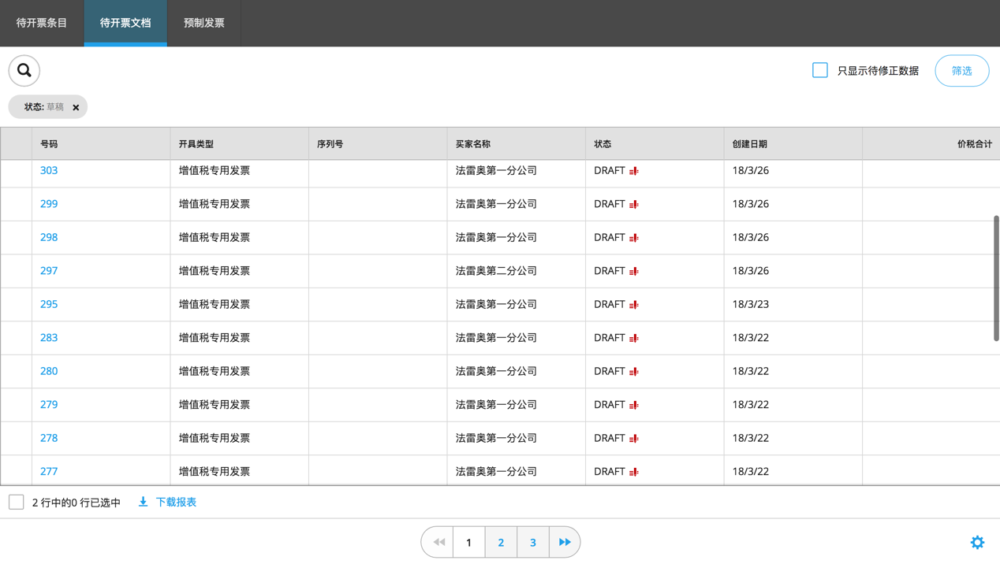 待开票条目 待开票文档 预制发票
只显示待修正数据 筛选
状态: 草稿
号码 开具类型 序列号 买家名称 状态 创建日期 价税合计
303 增值税专用发票 法雷奥第一分公司 DRAFT 18/3/26
299 增值税专用发票 法雷奥第一分公司 DRAFT 18/3/26
298 增值税专用发票 法雷奥第一分公司 DRAFT 18/3/26
297 增值税专用发票 法雷奥第二分公司 DRAFT 18/3/26
295 增值税专用发票 法雷奥第一分公司 DRAFT 18/3/23
283 增值税专用发票 法雷奥第一分公司 DRAFT 18/3/22
280 增值税专用发票 法雷奥第一分公司 DRAFT 18/3/22
279 增值税专用发票 法雷奥第一分公司 DRAFT 18/3/22
278 增值税专用发票 法雷奥第一分公司 DRAFT 18/3/22
277 增值税专用发票 法雷奥第一分公司 DRAFT 18/3/22
2 行中的0 行已选中 下载报表
1 2 3